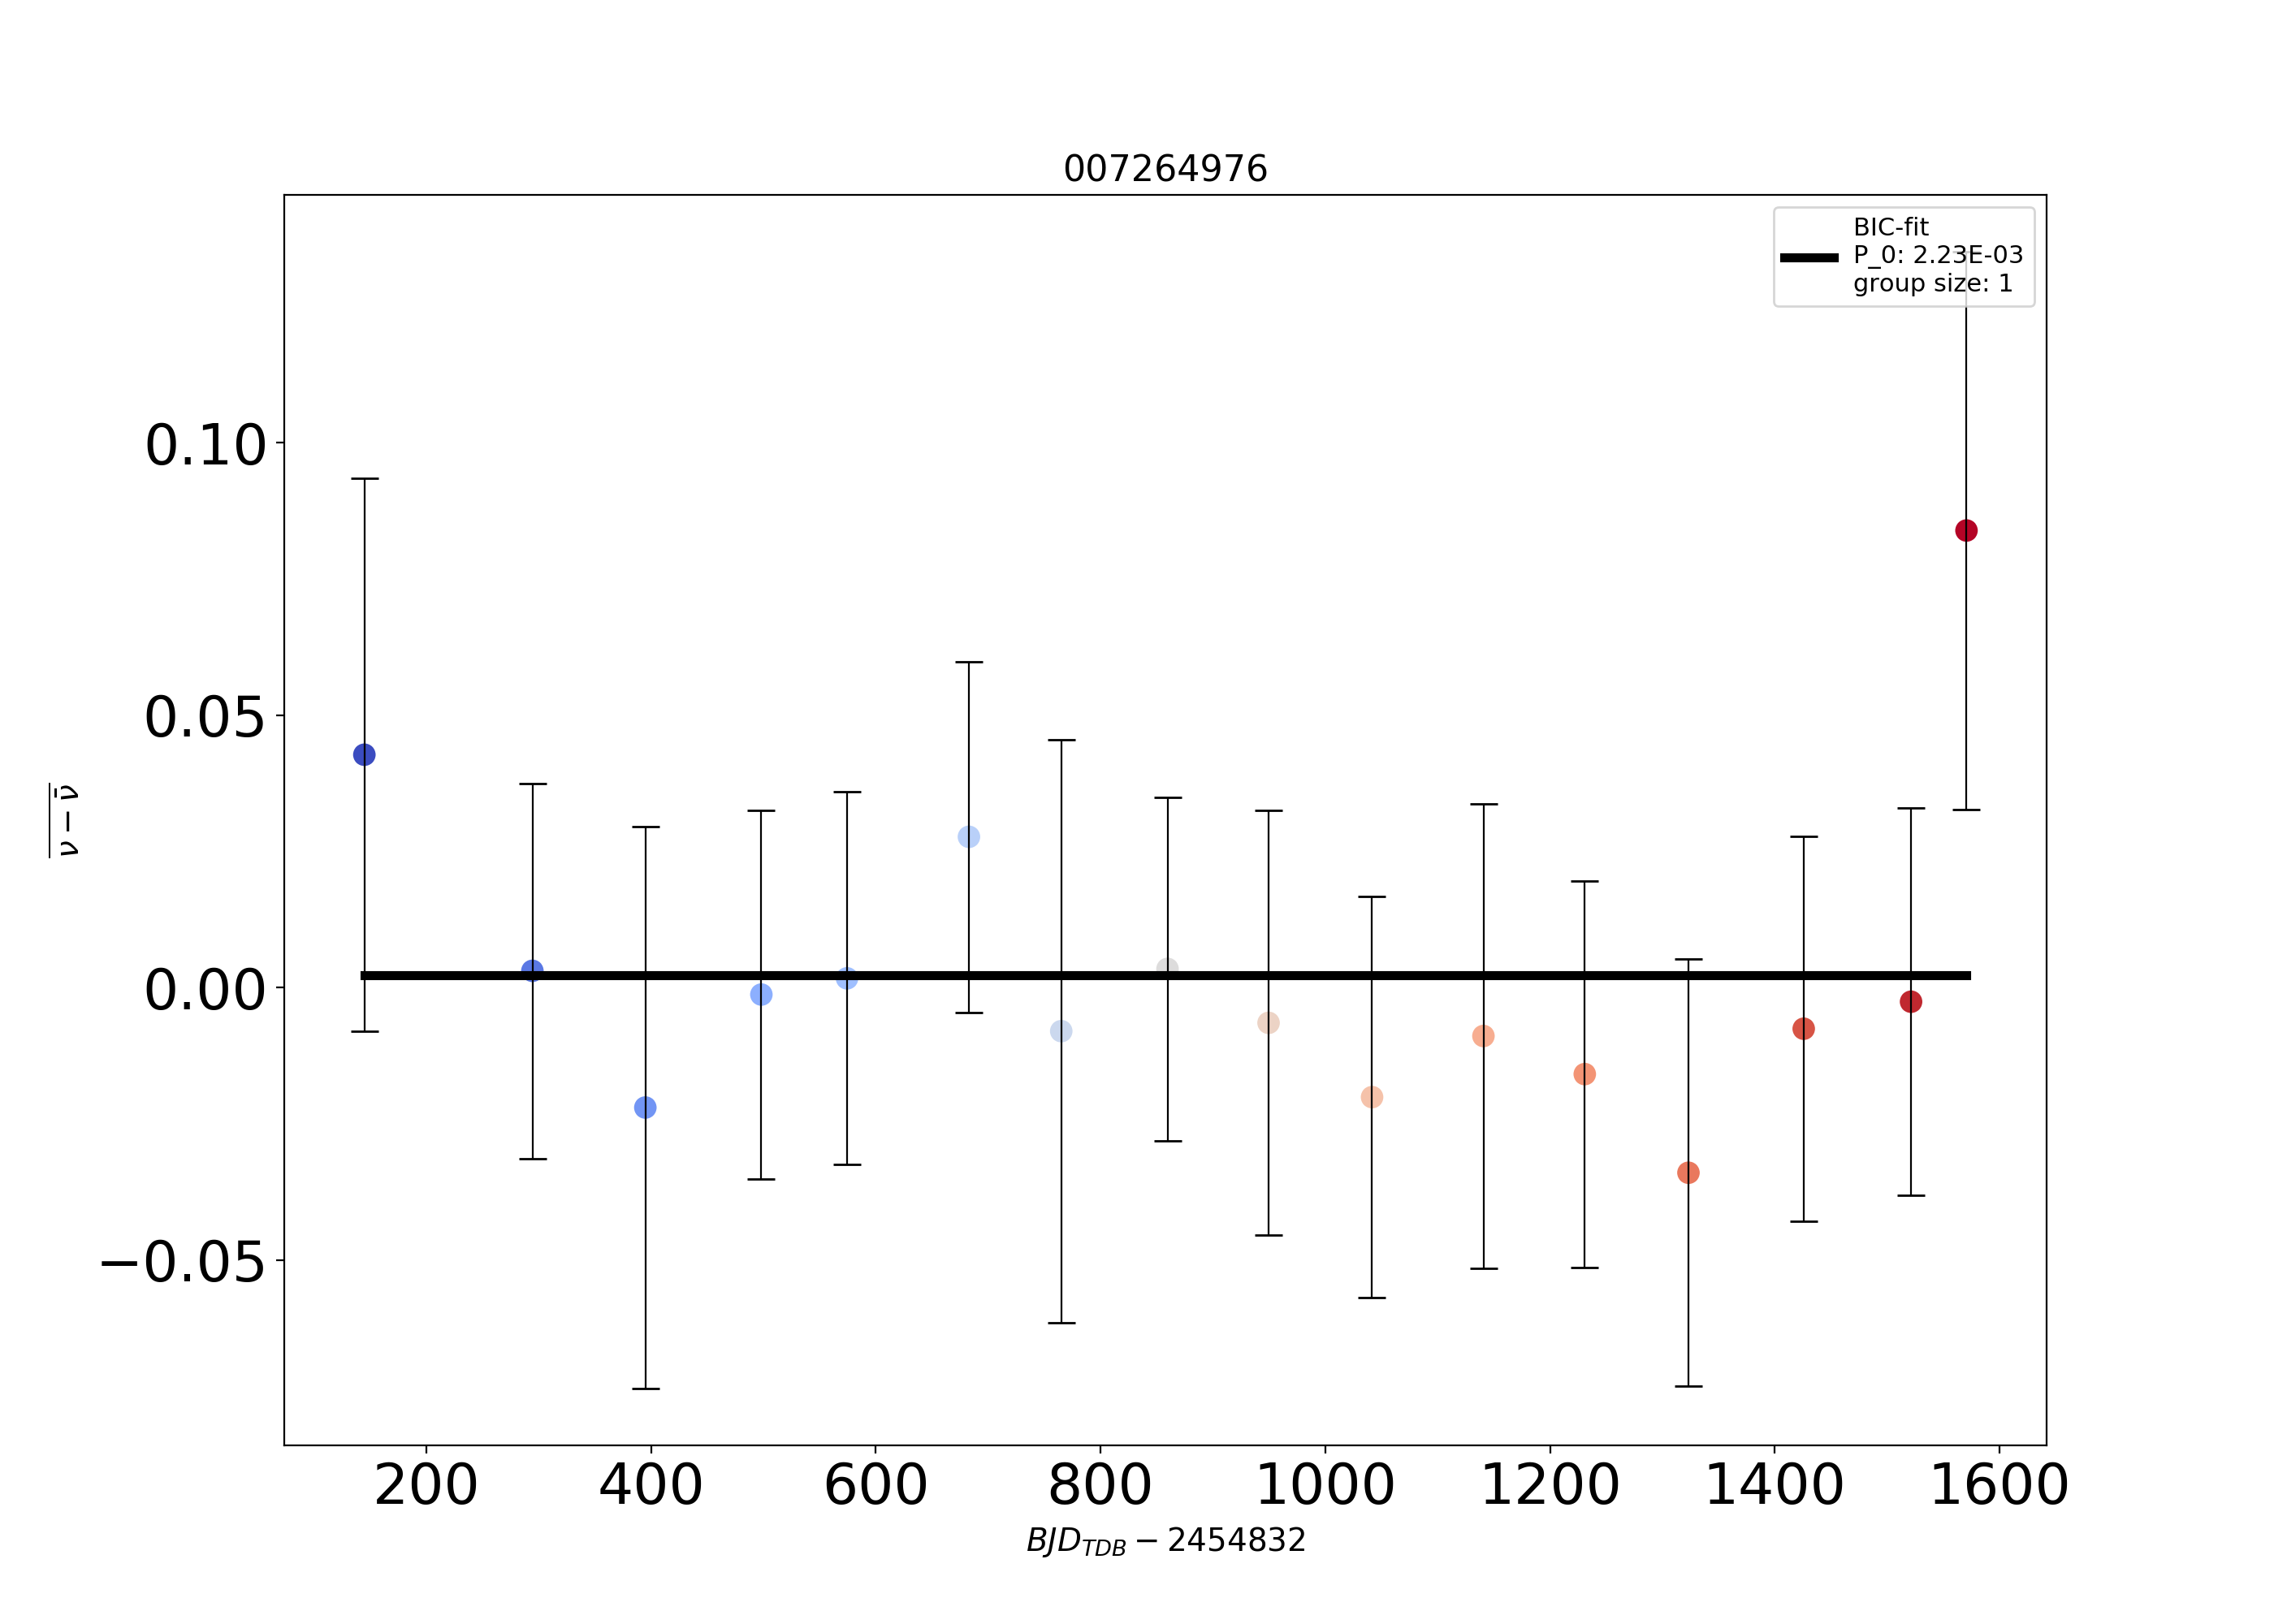 007264976
BIC-fit
P_0: 2.23E-03
group size: 1
0.10
0.05
0.00
−0.05
ν − ν̄
200 400 600 800 1000 1200 1400 1600
BJD_TDB − 2454832